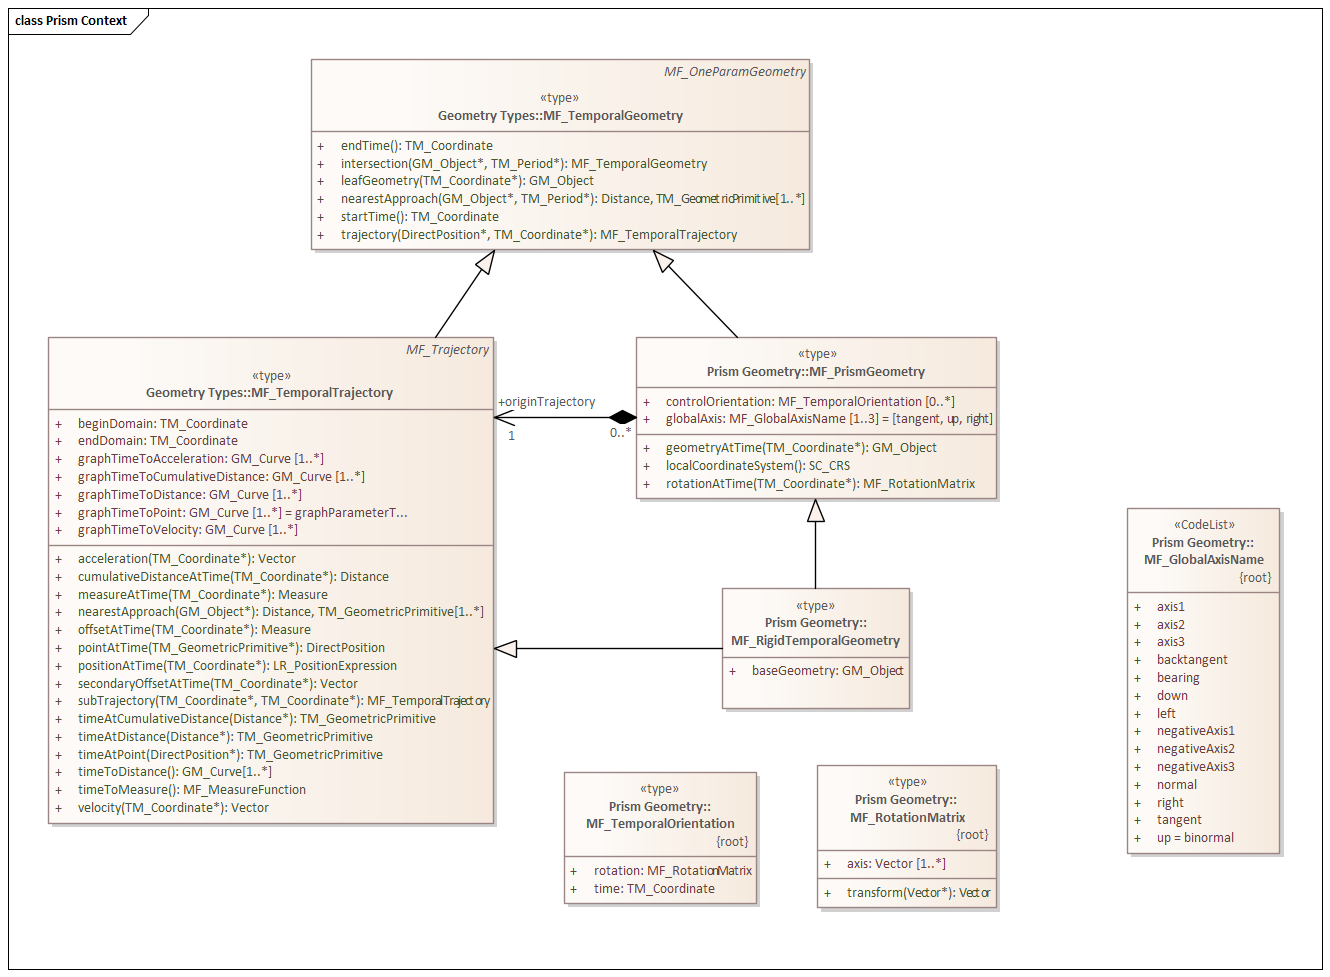 class Prism Context
MF_OneParamGeometry
«type»
Geometry Types::MF_TemporalGeometry
+ endTime(): TM_Coordinate
+ intersection(GM_Object*, TM_Period*): MF_TemporalGeometry
+ leafGeometry(TM_Coordinate*): GM_Object
+ nearestApproach(GM_Object*, TM_Period*): Distance, TM_GeometricPrimitive[1..*]
+ startTime(): TM_Coordinate
+ trajectory(DirectPosition*, TM_Coordinate*): MF_TemporalTrajectory
MF_Trajectory
«type»
Geometry Types::MF_TemporalTrajectory
+ beginDomain: TM_Coordinate
+ endDomain: TM_Coordinate
+ graphTimeToAcceleration: GM_Curve [1..*]
+ graphTimeToCumulativeDistance: GM_Curve [1..*]
+ graphTimeToDistance: GM_Curve [1..*]
+ graphTimeToPoint: GM_Curve [1..*] = graphParameterT...
+ graphTimeToVelocity: GM_Curve [1..*]
+ acceleration(TM_Coordinate*): Vector
+ cumulativeDistanceAtTime(TM_Coordinate*): Distance
+ measureAtTime(TM_Coordinate*): Measure
+ nearestApproach(GM_Object*): Distance, TM_GeometricPrimitive[1..*]
+ offsetAtTime(TM_Coordinate*): Measure
+ pointAtTime(TM_GeometricPrimitive*): DirectPosition
+ positionAtTime(TM_Coordinate*): LR_PositionExpression
+ secondaryOffsetAtTime(TM_Coordinate*): Vector
+ subTrajectory(TM_Coordinate*, TM_Coordinate*): MF_TemporalTrajectory
+ timeAtCumulativeDistance(Distance*): TM_GeometricPrimitive
+ timeAtDistance(Distance*): TM_GeometricPrimitive
+ timeAtPoint(DirectPosition*): TM_GeometricPrimitive
+ timeToDistance(): GM_Curve[1..*]
+ timeToMeasure(): MF_MeasureFunction
+ velocity(TM_Coordinate*): Vector
+originTrajectory
1
0..*
«type»
Prism Geometry::MF_PrismGeometry
+ controlOrientation: MF_TemporalOrientation [0..*]
+ globalAxis: MF_GlobalAxisName [1..3] = [tangent, up, right]
+ geometryAtTime(TM_Coordinate*): GM_Object
+ localCoordinateSystem(): SC_CRS
+ rotationAtTime(TM_Coordinate*): MF_RotationMatrix
«type»
Prism Geometry::
MF_RigidTemporalGeometry
+ baseGeometry: GM_Object
«type»
Prism Geometry::
MF_TemporalOrientation
{root}
+ rotation: MF_RotationMatrix
+ time: TM_Coordinate
«type»
Prism Geometry::
MF_RotationMatrix
{root}
+ axis: Vector [1..*]
+ transform(Vector*): Vector
«CodeList»
Prism Geometry::
MF_GlobalAxisName
{root}
+ axis1
+ axis2
+ axis3
+ backtangent
+ bearing
+ down
+ left
+ negativeAxis1
+ negativeAxis2
+ negativeAxis3
+ normal
+ right
+ tangent
+ up = binormal